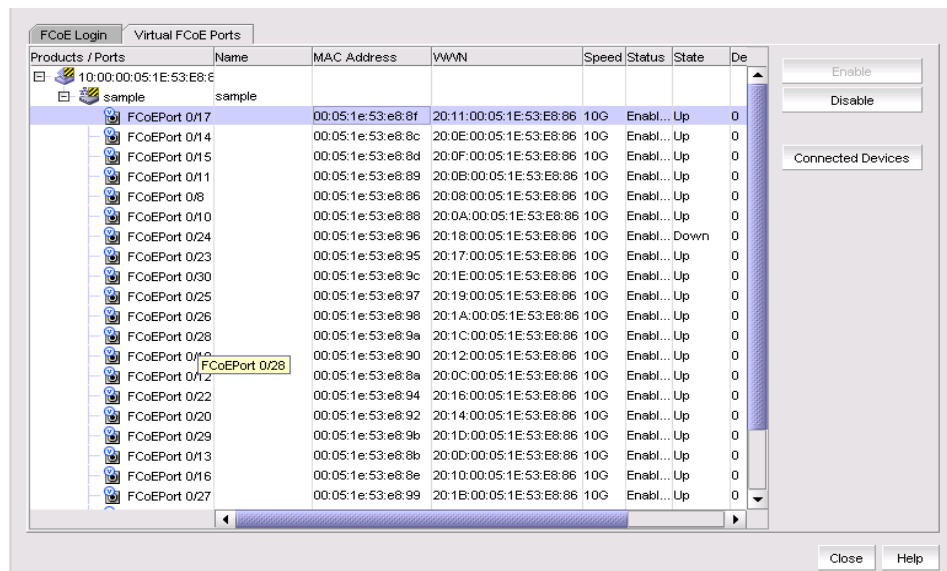 FCoE Login Virtual FCoE Ports
Products / Ports Name MAC Address WWN Speed Status State De
10:00:00:05:1E:53:E8:8
Enable
sample sample
Disable
FCoEPort 0/17 00:05:1e:53:e8:8f 20:11:00:05:1E:53:E8:86 10G Enabl... Up 0
FCoEPort 0/14 00:05:1e:53:e8:8c 20:0E:00:05:1E:53:E8:86 10G Enabl... Up 0
FCoEPort 0/15 00:05:1e:53:e8:8d 20:0F:00:05:1E:53:E8:86 10G Enabl... Up 0
Connected Devices
FCoEPort 0/11 00:05:1e:53:e8:89 20:0B:00:05:1E:53:E8:86 10G Enabl... Up 0
FCoEPort 0/8 00:05:1e:53:e8:86 20:08:00:05:1E:53:E8:86 10G Enabl... Up 0
FCoEPort 0/10 00:05:1e:53:e8:88 20:0A:00:05:1E:53:E8:86 10G Enabl... Up 0
FCoEPort 0/24 00:05:1e:53:e8:96 20:18:00:05:1E:53:E8:86 10G Enabl... Down 0
FCoEPort 0/23 00:05:1e:53:e8:95 20:17:00:05:1E:53:E8:86 10G Enabl... Up 0
FCoEPort 0/30 00:05:1e:53:e8:9c 20:1E:00:05:1E:53:E8:86 10G Enabl... Up 0
FCoEPort 0/25 00:05:1e:53:e8:97 20:19:00:05:1E:53:E8:86 10G Enabl... Up 0
FCoEPort 0/26 00:05:1e:53:e8:98 20:1A:00:05:1E:53:E8:86 10G Enabl... Up 0
FCoEPort 0/28 00:05:1e:53:e8:9a 20:1C:00:05:1E:53:E8:86 10G Enabl... Up 0
FCoEPort 00:05:1e:53:e8:90 20:12:00:05:1E:53:E8:86 10G Enabl... Up 0
FCoEPort 0/28
FCoEPort 0/12 00:05:1e:53:e8:8a 20:0C:00:05:1E:53:E8:86 10G Enabl... Up 0
FCoEPort 0/22 00:05:1e:53:e8:94 20:16:00:05:1E:53:E8:86 10G Enabl... Up 0
FCoEPort 0/20 00:05:1e:53:e8:92 20:14:00:05:1E:53:E8:86 10G Enabl... Up 0
FCoEPort 0/29 00:05:1e:53:e8:9b 20:1D:00:05:1E:53:E8:86 10G Enabl... Up 0
FCoEPort 0/13 00:05:1e:53:e8:8b 20:0D:00:05:1E:53:E8:86 10G Enabl... Up 0
FCoEPort 0/16 00:05:1e:53:e8:8e 20:10:00:05:1E:53:E8:86 10G Enabl... Up 0
FCoEPort 0/27 00:05:1e:53:e8:99 20:1B:00:05:1E:53:E8:86 10G Enabl... Up 0
Close Help